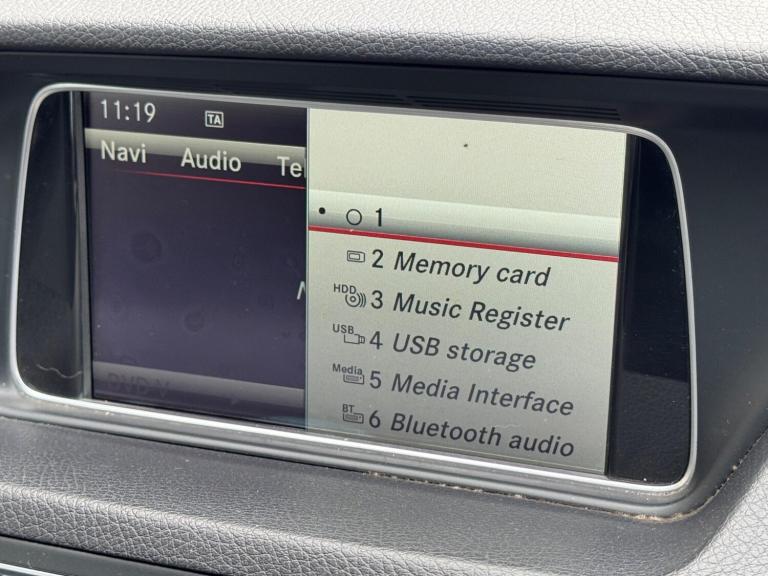 11:19 TA
Navi Audio Tel
1
2 Memory card
HDD 3 Music Register
USB 4 USB storage
Media 5 Media Interface
BT 6 Bluetooth audio